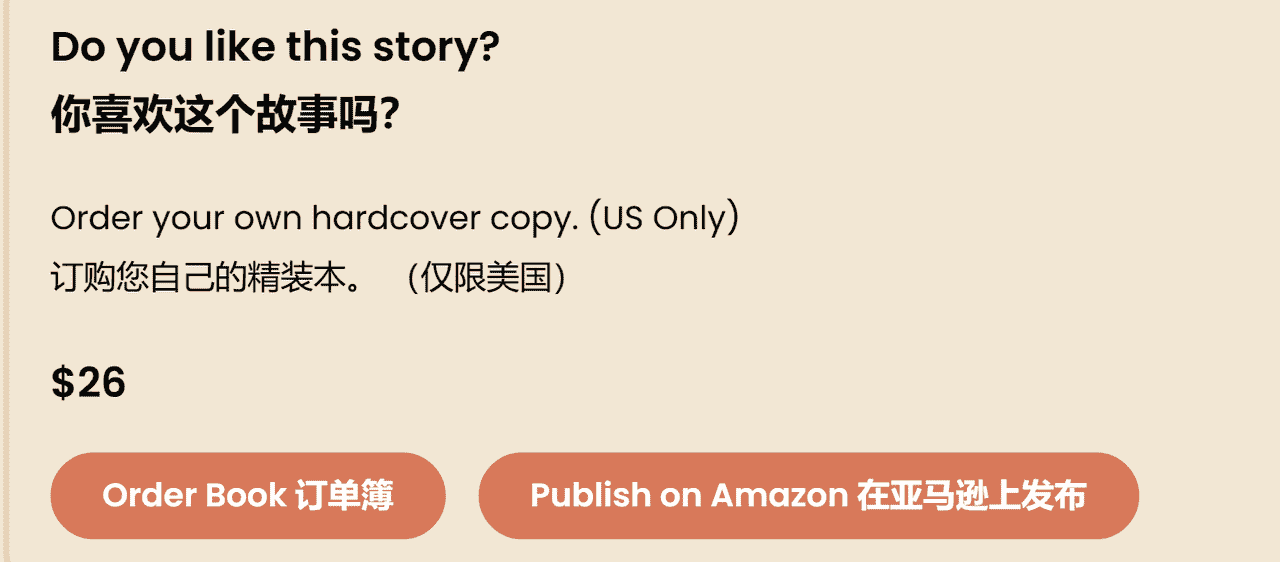 Do you like this story?
你喜欢这个故事吗？
Order your own hardcover copy. (US Only)
订购您自己的精装本。 （仅限美国）
$26
Order Book 订单簿
Publish on Amazon 在亚马逊上发布